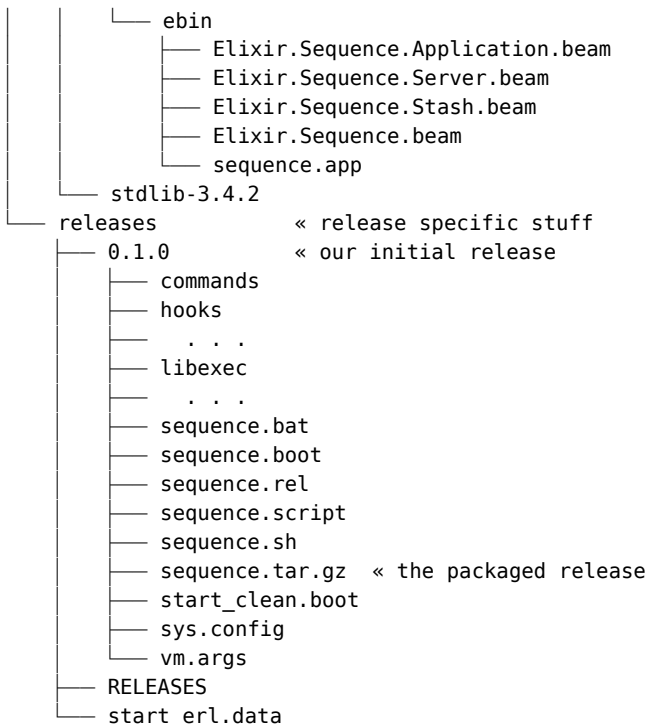 │   │   └── ebin
│   │       ├── Elixir.Sequence.Application.beam
│   │       ├── Elixir.Sequence.Server.beam
│   │       ├── Elixir.Sequence.Stash.beam
│   │       ├── Elixir.Sequence.beam
│   │       └── sequence.app
│   └── stdlib-3.4.2
└── releases             « release specific stuff
    ├── 0.1.0            « our initial release
    │   ├── commands
    │   ├── hooks
    │   ├──   . . .
    │   ├── libexec
    │   ├──   . . .
    │   ├── sequence.bat
    │   ├── sequence.boot
    │   ├── sequence.rel
    │   ├── sequence.script
    │   ├── sequence.sh
    │   ├── sequence.tar.gz  « the packaged release
    │   ├── start_clean.boot
    │   ├── sys.config
    │   └── vm.args
    ├── RELEASES
    └── start_erl.data